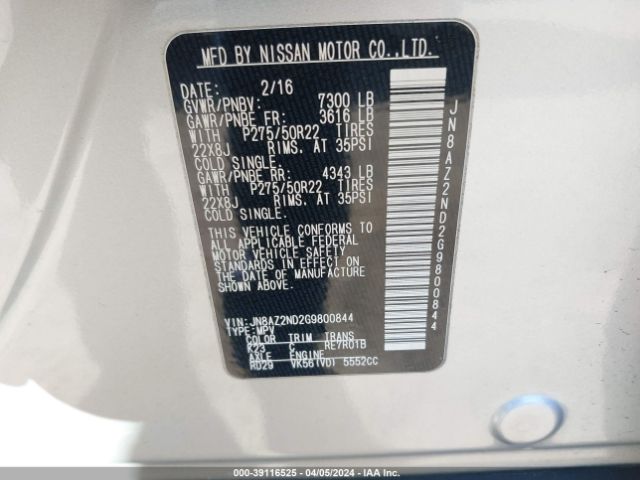 MFD BY NISSAN MOTOR CO.,LTD.
DATE: 2/16
GVWR/PNBV: 7300 LB
GAWR/PNBE FR: 3616 LB
WITH P275/50R22 TIRES
22X8J RIMS, AT 35PSI
COLD SINGLE.
GAWR/PNBE RR: 4343 LB
WITH P275/50R22 TIRES
22X8J RIMS, AT 35PSI
COLD SINGLE.
THIS VEHICLE CONFORMS TO
ALL APPLICABLE FEDERAL
MOTOR VEHICLE SAFETY
STANDARDS IN EFFECT ON
THE DATE OF MANUFACTURE
SHOWN ABOVE.
VIN:JN8AZ2ND2G9800844
TYPE:MPV
COLOR TRIM TRANS
K23 C RE7R01B
AXLE ENGINE
RD29 VK56(VD) 5552CC
JN8AZ2ND2G9800844
000-39116525 | 04/05/2024 | IAA Inc.